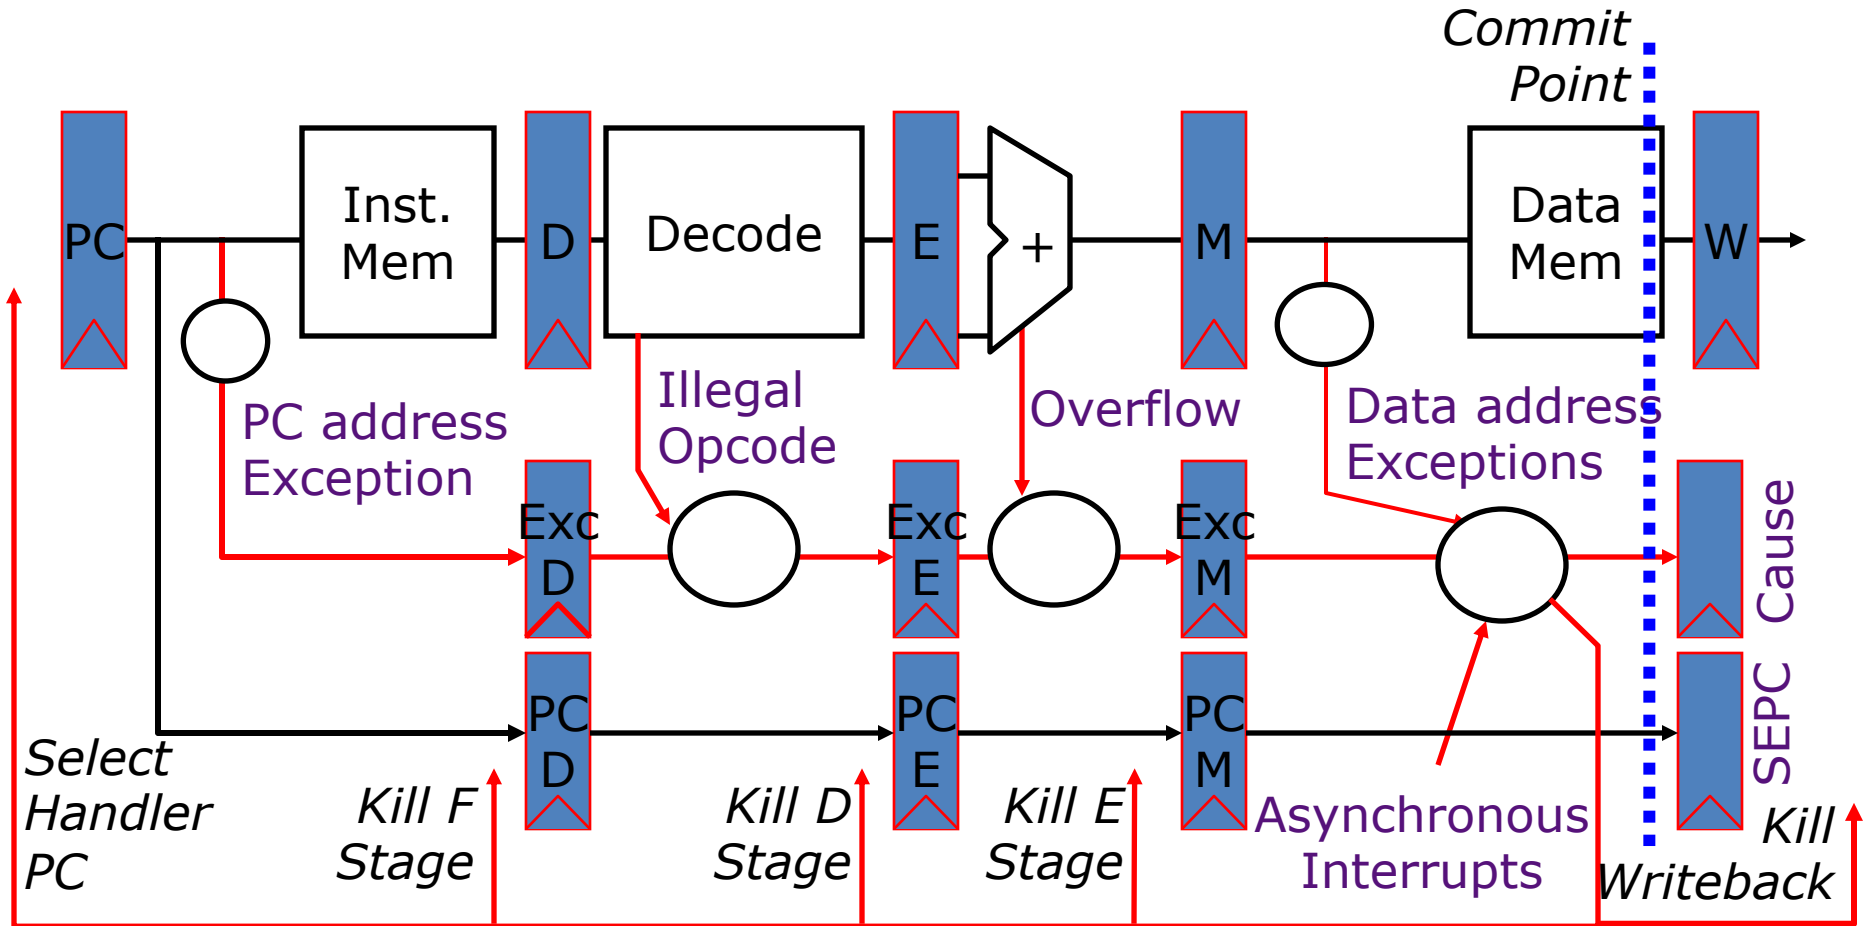 Commit
Point
PC
Inst.
Mem
D
Decode
E
+
M
Data
Mem
W
PC address
Exception
Illegal
Opcode
Overflow
Data address
Exceptions
Exc
D
Exc
E
Exc
M
Cause
PC
D
PC
E
PC
M
SEPC
Select
Handler
PC
Kill F
Stage
Kill D
Stage
Kill E
Stage
Asynchronous
Interrupts
Kill
Writeback